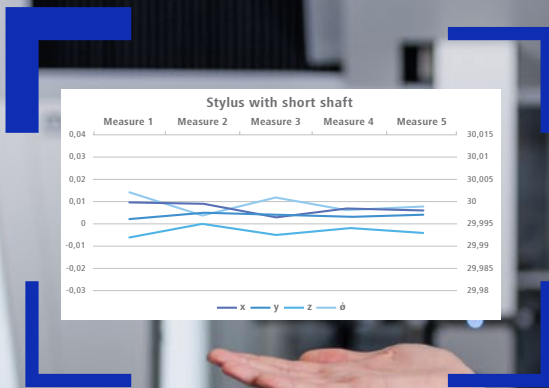 Stylus with short shaft
Measure 1 Measure 2 Measure 3 Measure 4 Measure 5
0,04 30,015
0,03 30,01
0,02 30,005
0,01 30
0 29,995
-0,01 29,99
-0,02 29,985
-0,03 29,98
x y z ǿ